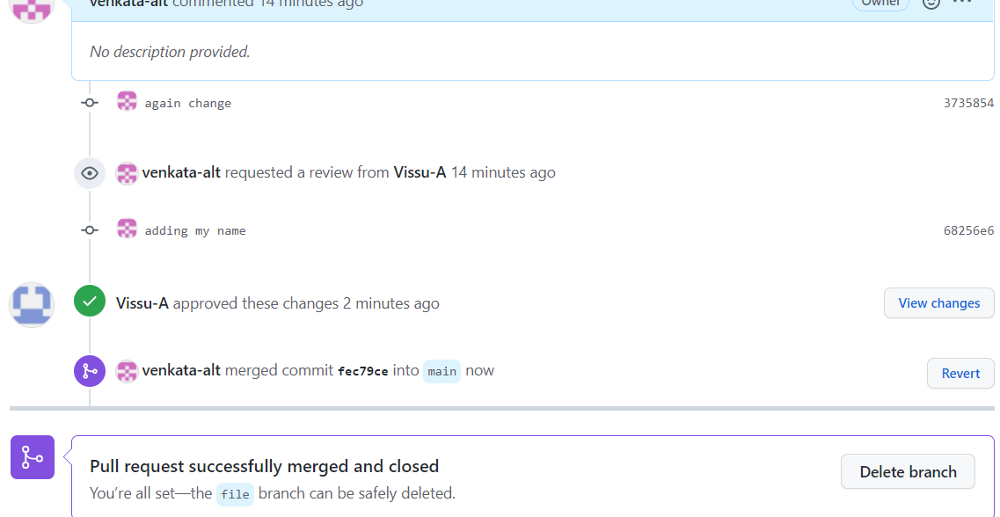 venkata-alt commented 14 minutes ago Owner
No description provided.
again change 3735854
venkata-alt requested a review from Vissu-A 14 minutes ago
adding my name 68256e6
Vissu-A approved these changes 2 minutes ago View changes
venkata-alt merged commit fec79ce into main now Revert
Pull request successfully merged and closed
You’re all set—the file branch can be safely deleted. Delete branch